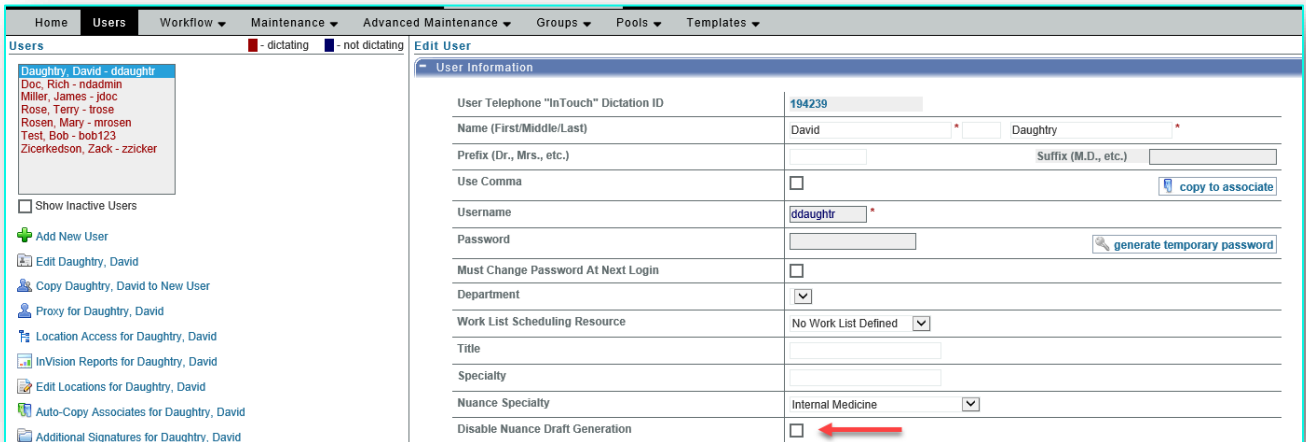 Home Users Workflow Maintenance Advanced Maintenance Groups Pools Templates
Users - dictating - not dictating
Daughtry, David - ddaughtr
Doc, Rich - ndadmin
Miller, James - jdoc
Rose, Terry - trose
Rosen, Mary - mrosen
Test, Bob - bob123
Zicerkedson, Zack - zzicker
Show Inactive Users
Add New User
Edit Daughtry, David
Copy Daughtry, David to New User
Proxy for Daughtry, David
Location Access for Daughtry, David
InVision Reports for Daughtry, David
Edit Locations for Daughtry, David
Auto-Copy Associates for Daughtry, David
Additional Signatures for Daughtry, David
Edit User
User Information
User Telephone "InTouch" Dictation ID 194239
Name (First/Middle/Last) David * Daughtry *
Prefix (Dr., Mrs., etc.) Suffix (M.D., etc.)
Use Comma copy to associate
Username ddaughtr *
Password generate temporary password
Must Change Password At Next Login
Department
Work List Scheduling Resource No Work List Defined
Title
Specialty
Nuance Specialty Internal Medicine
Disable Nuance Draft Generation